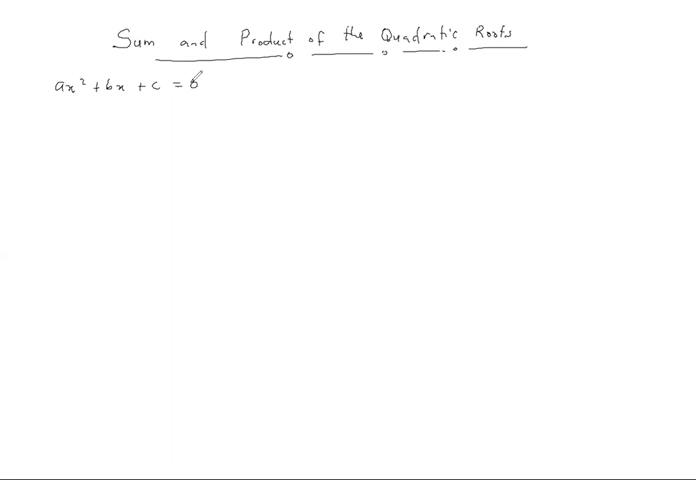 Sum and Product of the Quadratic Roots
ax² + bx + c = 0